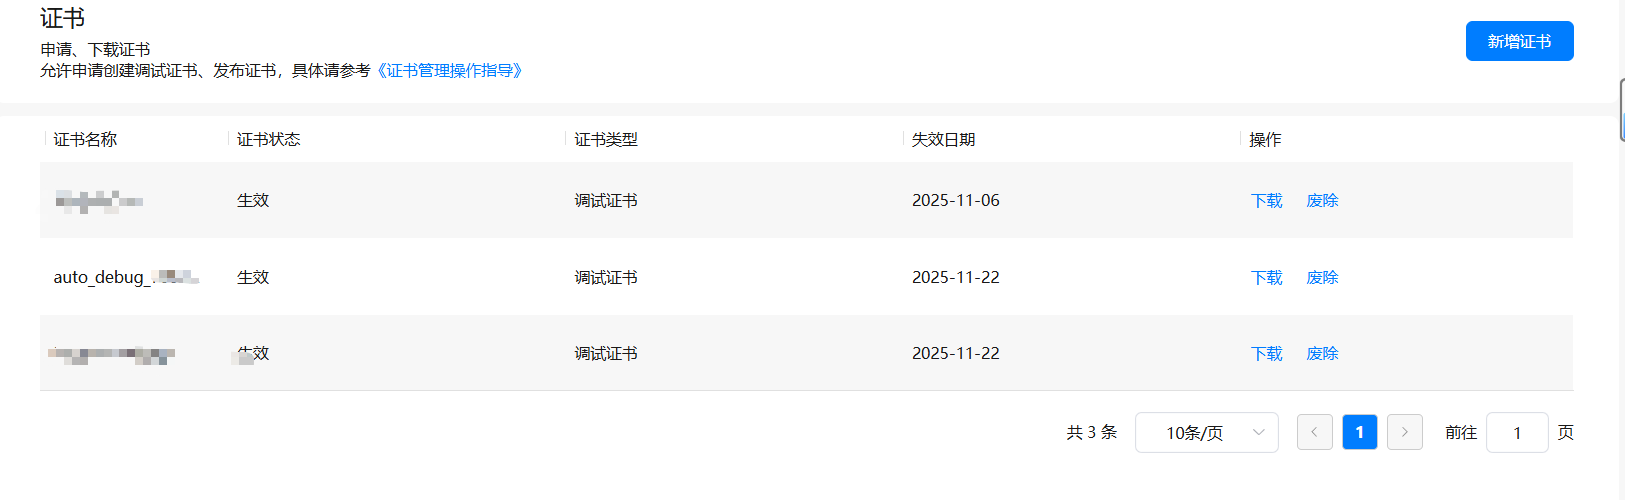 证书
申请、下载证书
允许申请创建调试证书、发布证书，具体请参考《证书管理操作指导》
新增证书
证书名称 证书状态 证书类型 失效日期 操作
生效 调试证书 2025-11-06 下载 废除
auto_debug_ 生效 调试证书 2025-11-22 下载 废除
生效 调试证书 2025-11-22 下载 废除
共 3 条 10条/页 1 前往 1 页